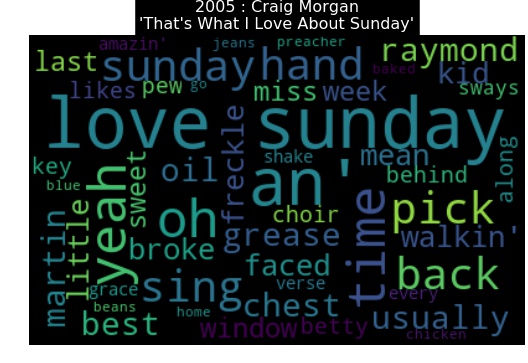 2005 : Craig Morgan
'That's What I Love About Sunday'
amazin' jeans preacher
last sunday hand raymond
baked kid
likes pew go miss week sways
love sunday
freckle
key shake mean along
blue sweet oil an' behind
yeah
martin little oh choir time pick
broke grease walkin'
faced
grace sing verse back
beans home chest every usually
best window betty chicken